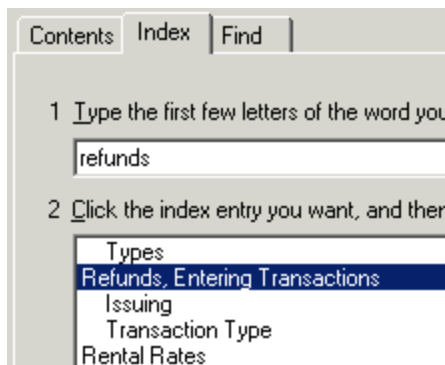 Contents Index Find
1 Type the first few letters of the word you
refunds
2 Click the index entry you want, and then
Types
Refunds, Entering Transactions
Issuing
Transaction Type
Rental Rates